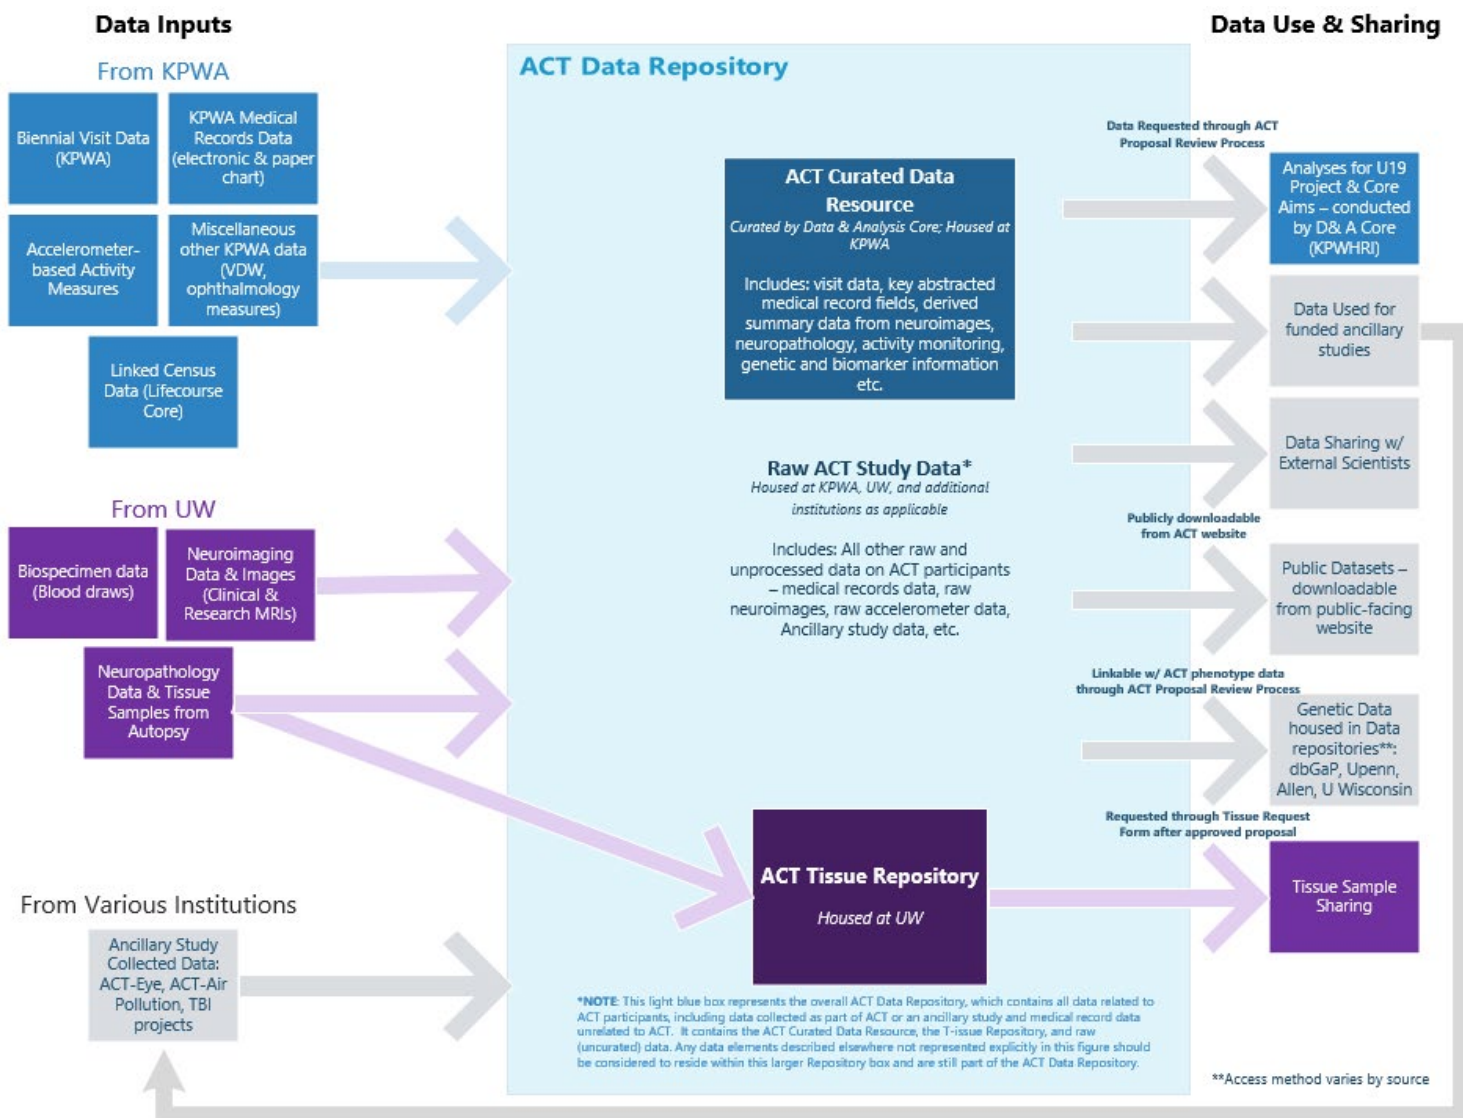 Data Inputs
From KPWA
Biennial Visit Data
(KPWA)
KPWA Medical
Records Data
(electronic & paper
chart)
Accelerometer-
based Activity
Measures
Miscellaneous
other KPWA data
(VDW,
ophthalmology
measures)
Linked Census
Data (Lifecourse
Core)
From UW
Biospecimen data
(Blood draws)
Neuroimaging
Data & Images
(Clinical &
Research MRIs)
Neuropathology
Data & Tissue
Samples from
Autopsy
From Various Institutions
Ancillary Study
Collected Data:
ACT-Eye, ACT-Air
Pollution, TBI
projects
ACT Data Repository
ACT Curated Data
Resource
Curated by Data & Analysis Core; Housed at
KPWA
Includes: visit data, key abstracted
medical record fields, derived
summary data from neuroimages,
neuropathology, activity monitoring,
genetic and biomarker information
etc.
Raw ACT Study Data*
Housed at KPWA, UW, and additional
institutions as applicable
Includes: All other raw and
unprocessed data on ACT participants
– medical records data, raw
neuroimages, raw accelerometer data,
Ancillary study data, etc.
ACT Tissue Repository
Housed at UW
*NOTE: This light blue box represents the overall ACT Data Repository, which contains all data related to
ACT participants, including data collected as part of ACT or an ancillary study and medical record data
unrelated to ACT. It contains the ACT Curated Data Resource, the T-issue Repository, and raw
(uncurated) data. Any data elements described elsewhere not represented explicitly in this figure should
be considered to reside within this larger Repository box and are still part of the ACT Data Repository.
Data Use & Sharing
Data Requested through ACT
Proposal Review Process
Analyses for U19
Project & Core
Aims – conducted
by D& A Core
(KPWHRI)
Data Used for
funded ancillary
studies
Data Sharing w/
External Scientists
Publicly downloadable
from ACT website
Public Datasets –
downloadable
from public-facing
website
Linkable w/ ACT phenotype data
through ACT Proposal Review Process
Genetic Data
housed in Data
repositories**:
dbGaP, Upenn,
Allen, U Wisconsin
Requested through Tissue Request
Form after approved proposal
Tissue Sample
Sharing
**Access method varies by source